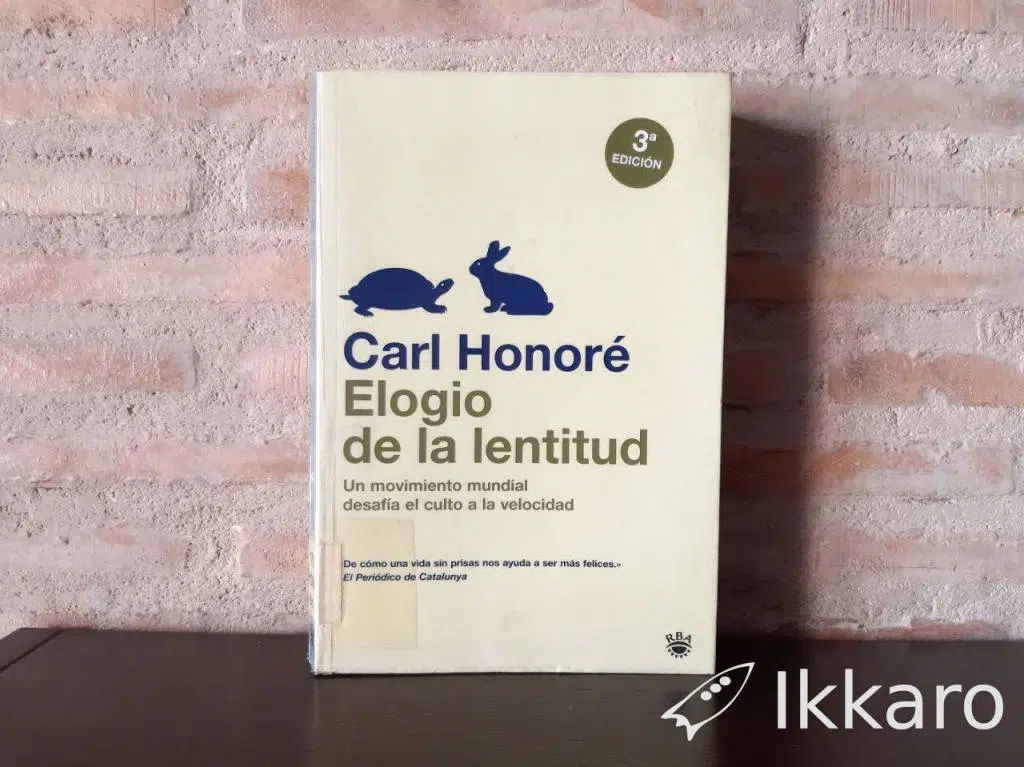 3ª
EDICIÓN
Carl Honoré
Elogio
de la lentitud
Un movimiento mundial
desafía el culto a la velocidad
De cómo una vida sin prisas nos ayuda a ser más felices.»
El Periódico de Catalunya
RBA
Ikkaro